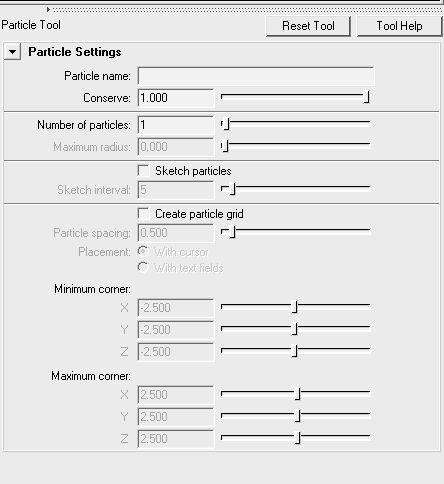 Particle Tool Reset Tool Tool Help
Particle Settings
Particle name:
Conserve: 1.000
Number of particles: 1
Maximum radius: 0.000
Sketch particles
Sketch interval: 5
Create particle grid
Particle spacing: 0.500
Placement: With cursor
With text fields
Minimum corner:
X -2.500
Y -2.500
Z -2.500
Maximum corner:
X 2.500
Y 2.500
Z 2.500